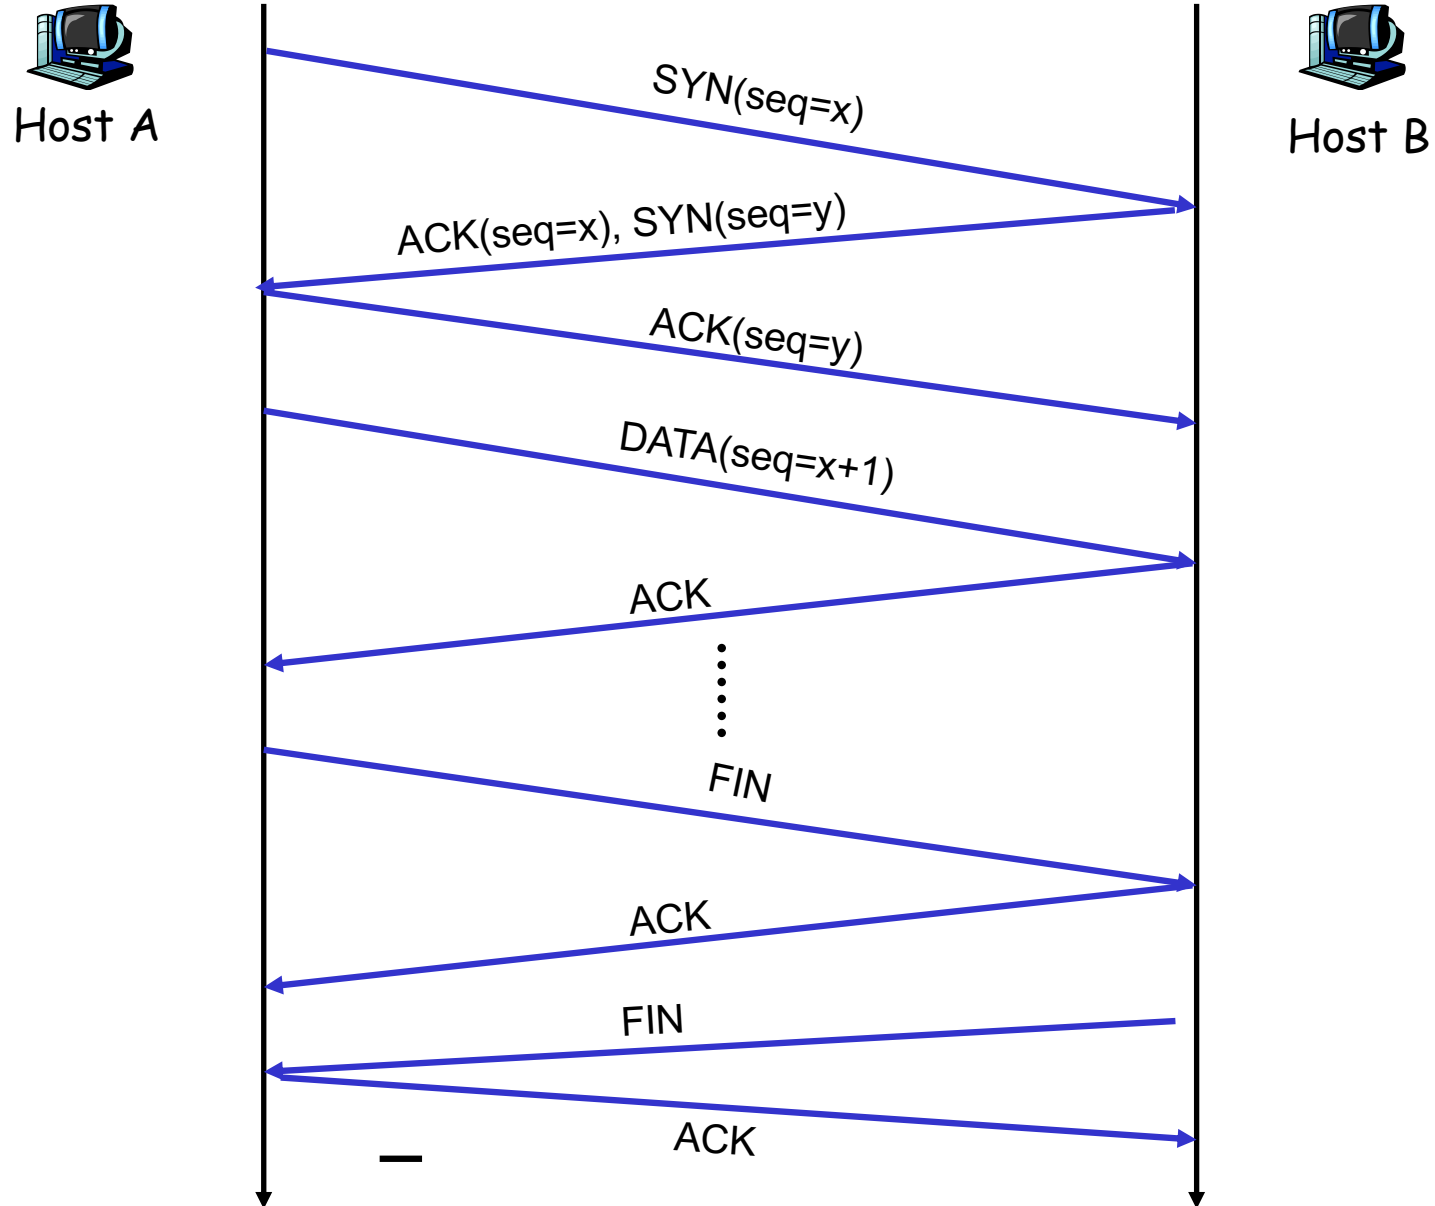 Host A
Host B
SYN(seq=x)
ACK(seq=x), SYN(seq=y)
ACK(seq=y)
DATA(seq=x+1)
ACK
FIN
ACK
FIN
ACK